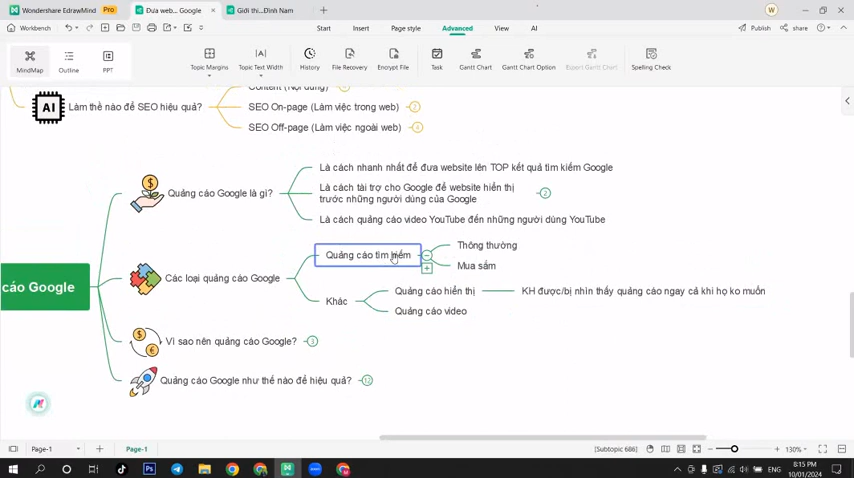 Wondershare EdrawMind Pro
Đưa web... Google
Giới thi...Đình Nam
W
Workbench
File
Start Insert Page style Advanced View AI
Publish share
MindMap Outline PPT
Topic Margins Topic Text Width History File Recovery Encrypt File Task Gantt Chart Gantt Chart Option Export Gantt Chart Spelling Check
Content (Nội dung)
AI Làm thế nào để SEO hiệu quả?
SEO On-page (Làm việc trong web) 2
SEO Off-page (Làm việc ngoài web) 4
Quảng cáo Google là gì?
Là cách nhanh nhất để đưa website lên TOP kết quả tìm kiếm Google
Là cách tài trợ cho Google để website hiển thị
trước những người dùng của Google 2
Là cách quảng cáo video YouTube đến những người dùng YouTube
cáo Google
Các loại quảng cáo Google
Quảng cáo tìm kiếm
Thông thường
Mua sắm
Khác
Quảng cáo hiển thị
KH được/bị nhìn thấy quảng cáo ngay cả khi họ ko muốn
Quảng cáo video
Vì sao nên quảng cáo Google? 3
Quảng cáo Google như thế nào để hiệu quả? 12
Page-1 Page-1
[Subtopic 686] 130%
ENG
8:15 PM
10/01/2024